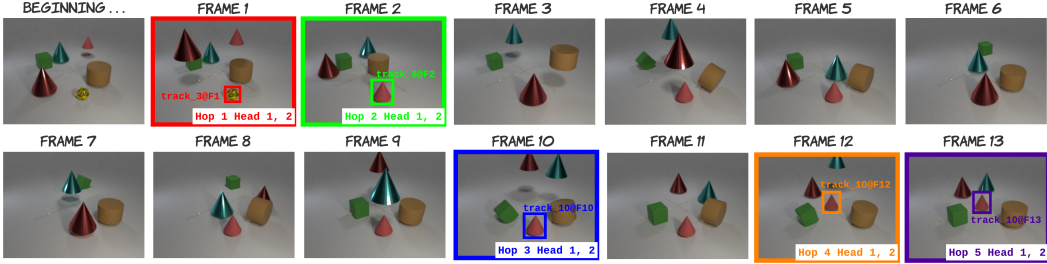 BEGINNING ...
FRAME 1
FRAME 2
FRAME 3
FRAME 4
FRAME 5
FRAME 6
track_3@F1
Hop 1 Head 1, 2
track_6@F2
Hop 2 Head 1, 2
FRAME 7
FRAME 8
FRAME 9
FRAME 10
FRAME 11
FRAME 12
FRAME 13
track_10@F10
Hop 3 Head 1, 2
track_10@F12
Hop 4 Head 1, 2
track_10@F13
Hop 5 Head 1, 2